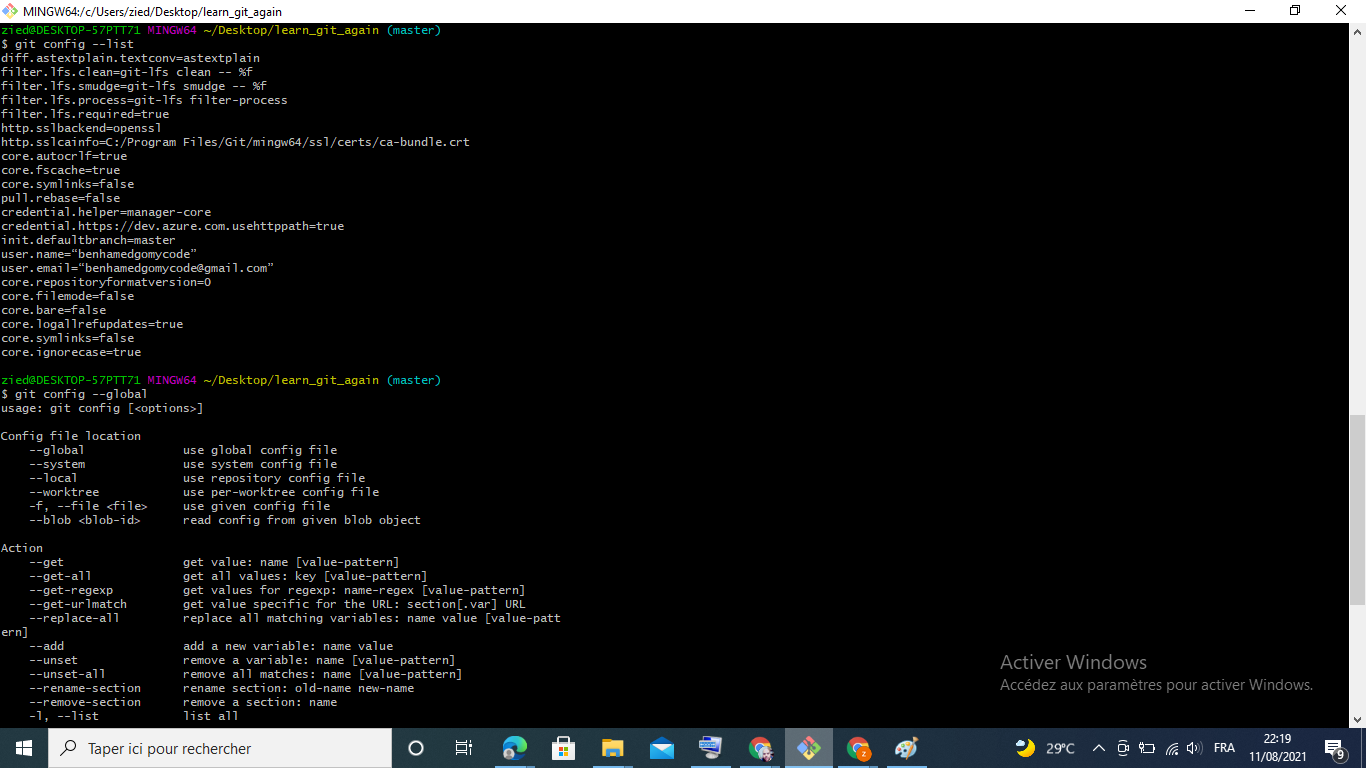 MINGW64:/c/Users/zied/Desktop/learn_git_again
zied@DESKTOP-57PTT71 MINGW64 ~/Desktop/learn_git_again (master)
$ git config --list
diff.astextplain.textconv=astextplain
filter.lfs.clean=git-lfs clean -- %f
filter.lfs.smudge=git-lfs smudge -- %f
filter.lfs.process=git-lfs filter-process
filter.lfs.required=true
http.sslbackend=openssl
http.sslcainfo=C:/Program Files/Git/mingw64/ssl/certs/ca-bundle.crt
core.autocrlf=true
core.fscache=true
core.symlinks=false
pull.rebase=false
credential.helper=manager-core
credential.https://dev.azure.com.usehttppath=true
init.defaultbranch=master
user.name=“benhamedgomycode”
user.email=“benhamedgomycode@gmail.com”
core.repositoryformatversion=0
core.filemode=false
core.bare=false
core.logallrefupdates=true
core.symlinks=false
core.ignorecase=true
zied@DESKTOP-57PTT71 MINGW64 ~/Desktop/learn_git_again (master)
$ git config --global
usage: git config [<options>]
Config file location
--global use global config file
--system use system config file
--local use repository config file
--worktree use per-worktree config file
-f, --file <file> use given config file
--blob <blob-id> read config from given blob object
Action
--get get value: name [value-pattern]
--get-all get all values: key [value-pattern]
--get-regexp get values for regexp: name-regex [value-pattern]
--get-urlmatch get value specific for the URL: section[.var] URL
--replace-all replace all matching variables: name value [value-patt
ern]
--add add a new variable: name value
--unset remove a variable: name [value-pattern]
--unset-all remove all matches: name [value-pattern]
--rename-section rename section: old-name new-name
--remove-section remove a section: name
-l, --list list all
Activer Windows
Accédez aux paramètres pour activer Windows.
Taper ici pour rechercher
29°C
FRA
22:19
11/08/2021
9